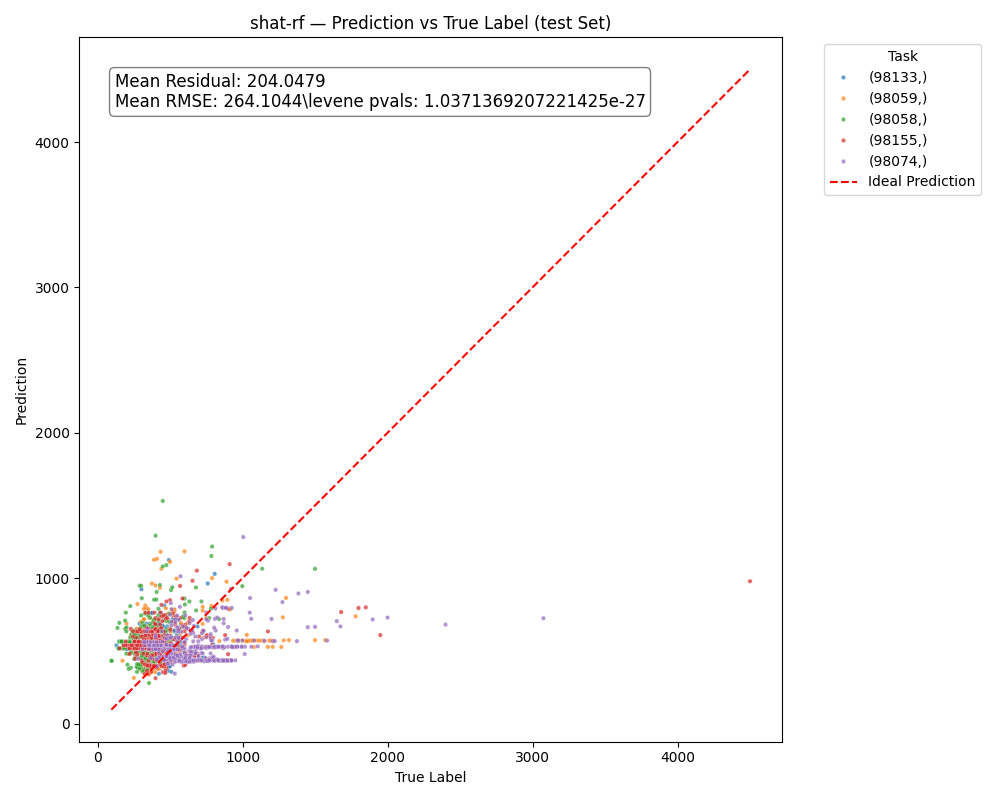 shat-rf — Prediction vs True Label (test Set)
Mean Residual: 204.0479
Mean RMSE: 264.1044\levene pvals: 1.0371369207221425e-27
Task
(98133,)
(98059,)
(98058,)
(98155,)
(98074,)
Ideal Prediction
Prediction
4000
3000
2000
1000
0
0
1000
2000
3000
4000
True Label